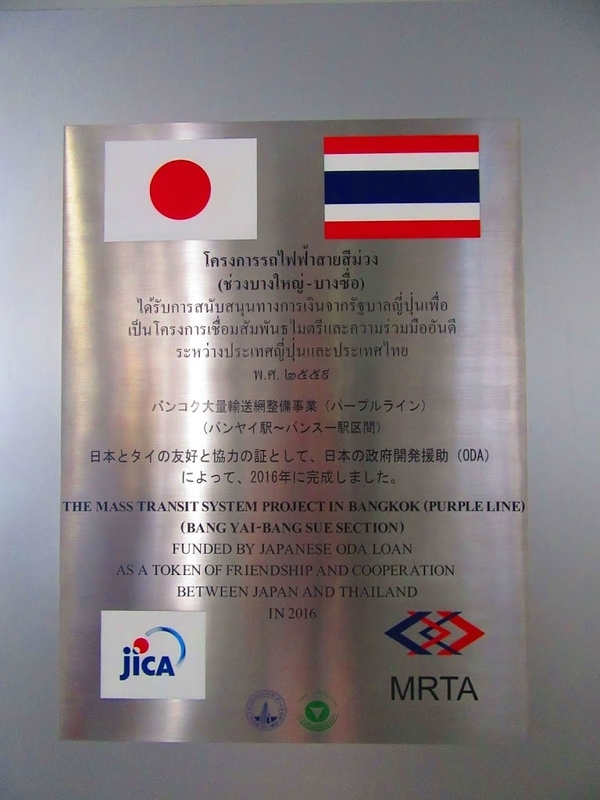 โครงการรถไฟฟ้าสายสีม่วง
(ช่วงบางใหญ่-บางซื่อ)
ได้รับการสนับสนุนทางการเงินจากรัฐบาลญี่ปุ่นเพื่อ
เป็นโครงการเชื่อมสัมพันธไมตรีและความร่วมมืออันดี
ระหว่างประเทศญี่ปุ่นและประเทศไทย
พ.ศ. ๒๕๕๙
バンコク大量輸送網整備事業（パープルライン）
（バンヤイ駅～バンスー駅区間）
日本とタイの友好と協力の証として、日本の政府開発援助（ODA）
によって、2016年に完成しました。
THE MASS TRANSIT SYSTEM PROJECT IN BANGKOK (PURPLE LINE)
(BANG YAI-BANG SUE SECTION)
FUNDED BY JAPANESE ODA LOAN
AS A TOKEN OF FRIENDSHIP AND COOPERATION
BETWEEN JAPAN AND THAILAND
IN 2016
jica
MRTA